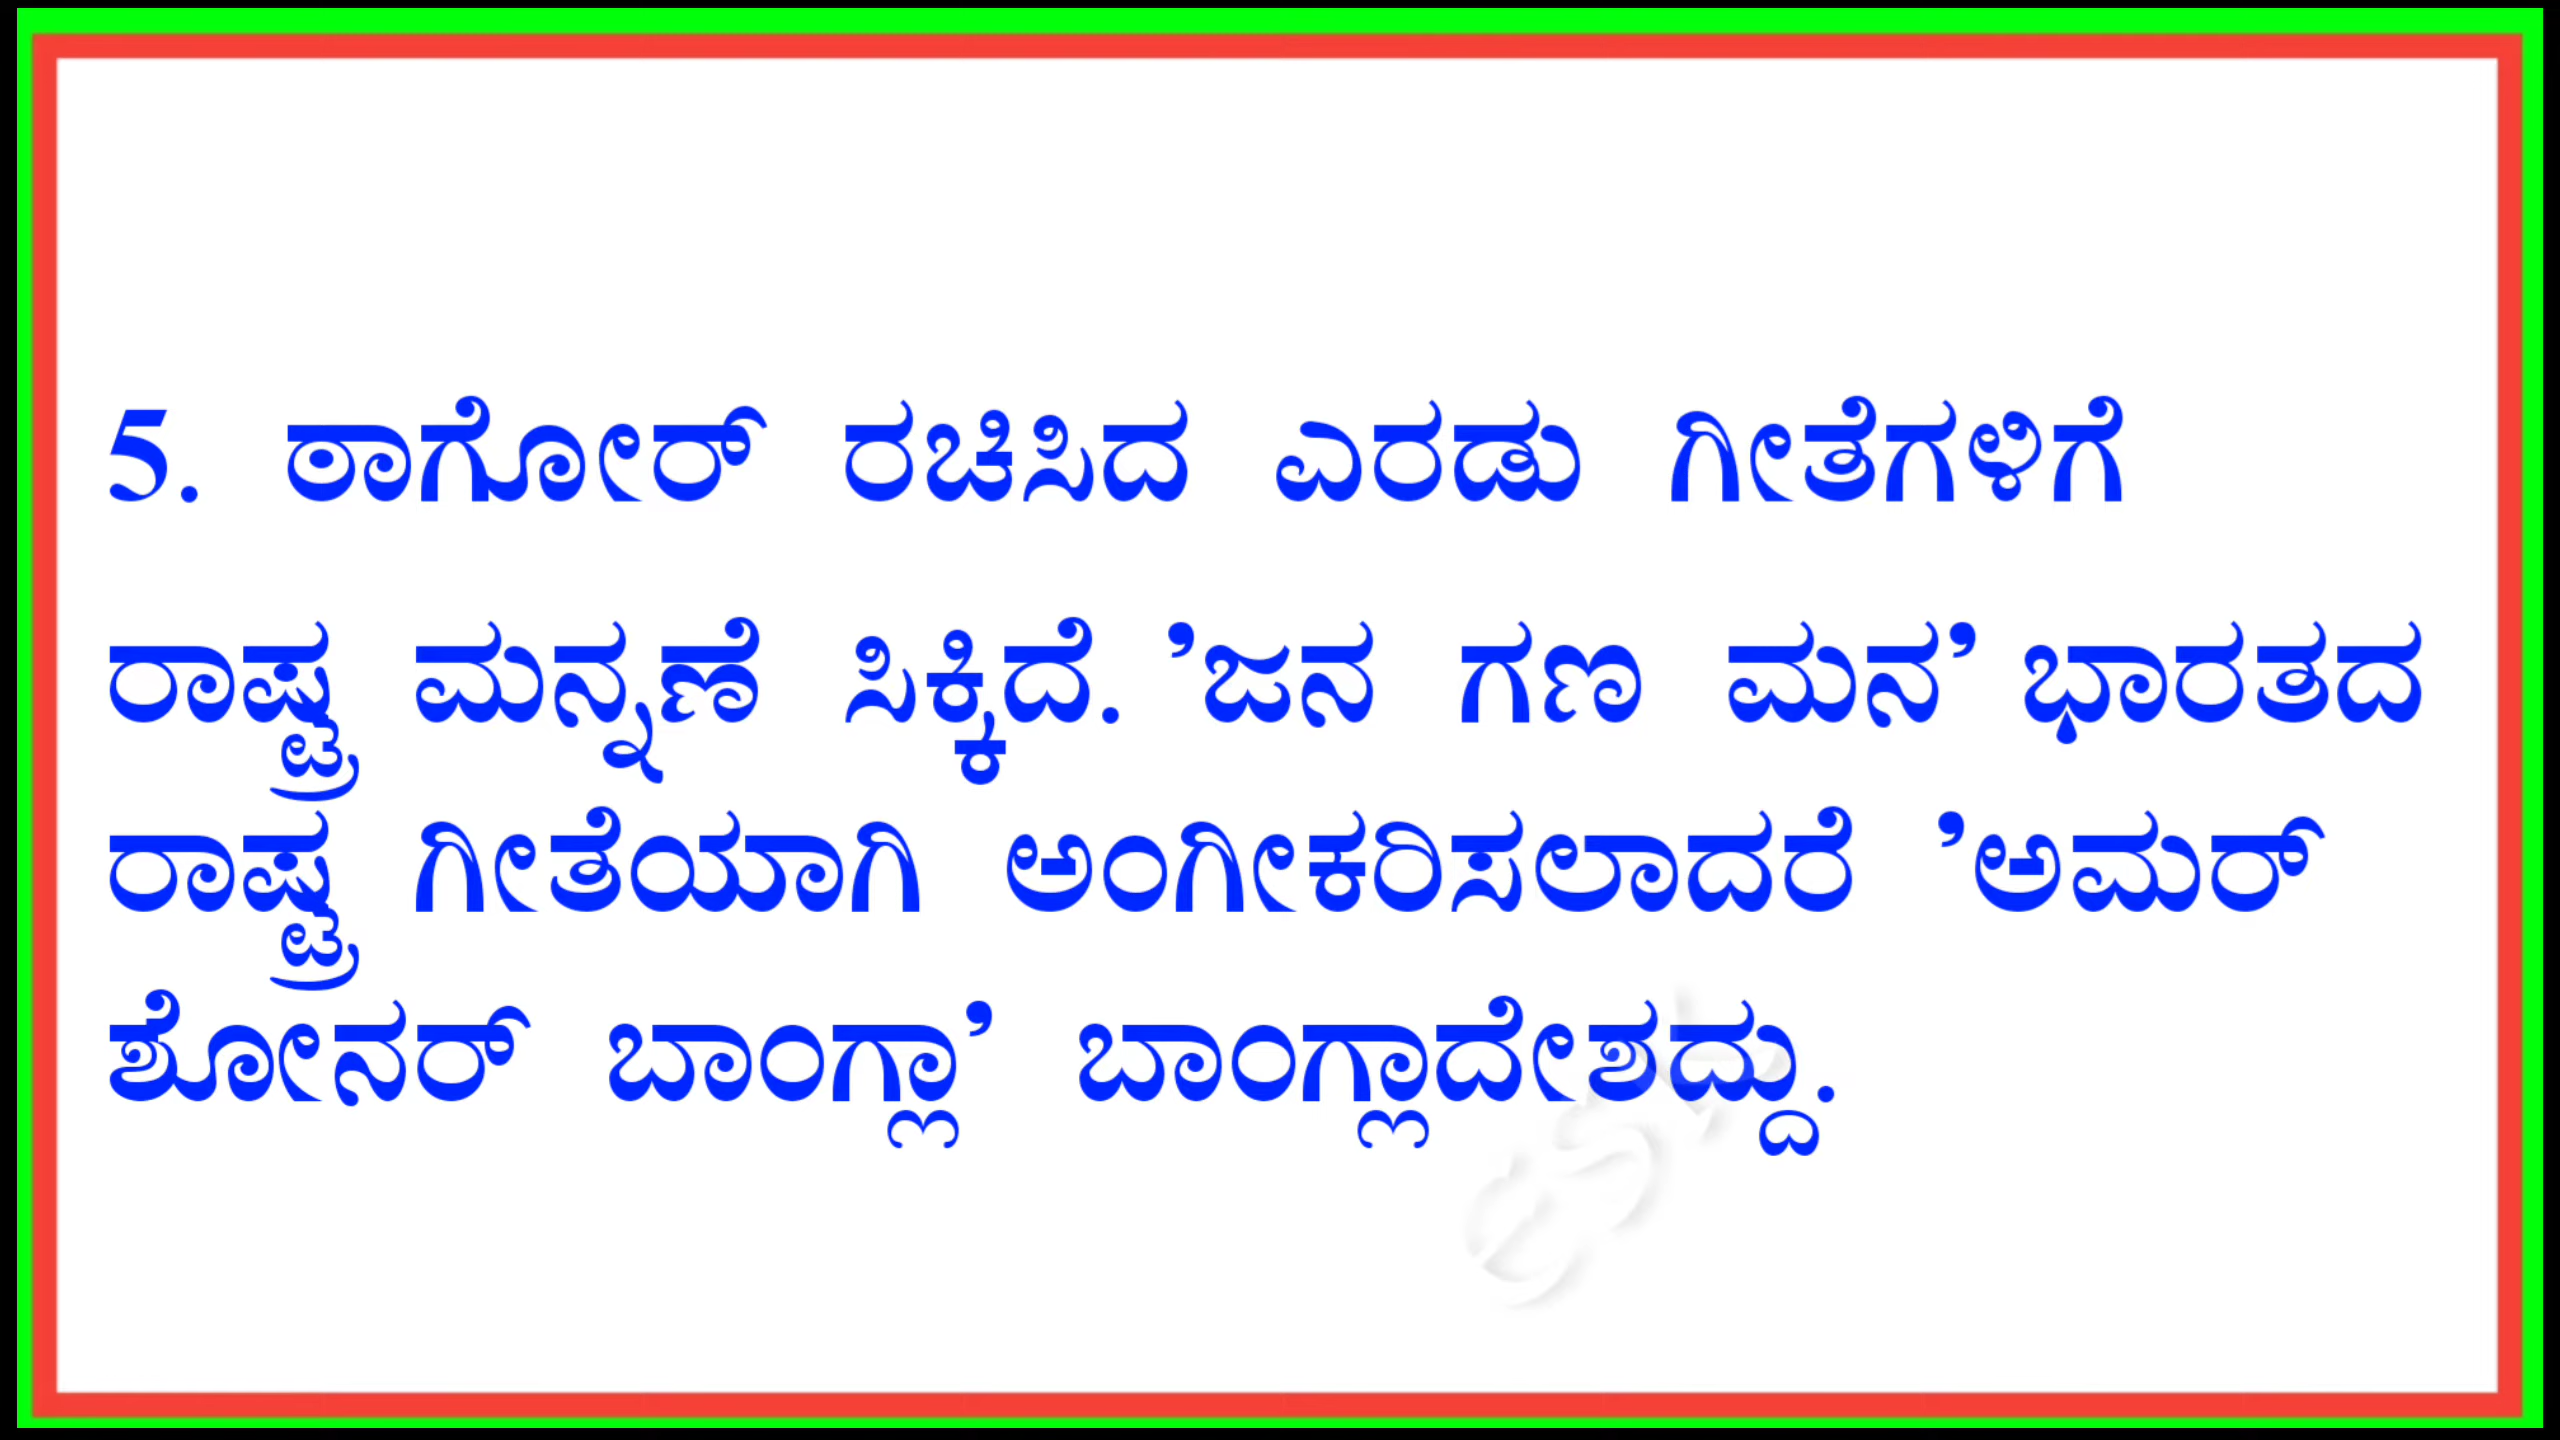 5. ಠಾಗೋರ್ ರಚಿಸಿದ ಎರಡು ಗೀತೆಗಳಿಗೆ
ರಾಷ್ಟ್ರ ಮನ್ನಣೆ ಸಿಕ್ಕಿದೆ. ’ಜನ ಗಣ ಮನ’ ಭಾರತದ
ರಾಷ್ಟ್ರ ಗೀತೆಯಾಗಿ ಅಂಗೀಕರಿಸಲಾದರೆ ’ಅಮರ್
ಶೋನರ್ ಬಾಂಗ್ಲಾ’ ಬಾಂಗ್ಲಾದೇಶದ್ದು.